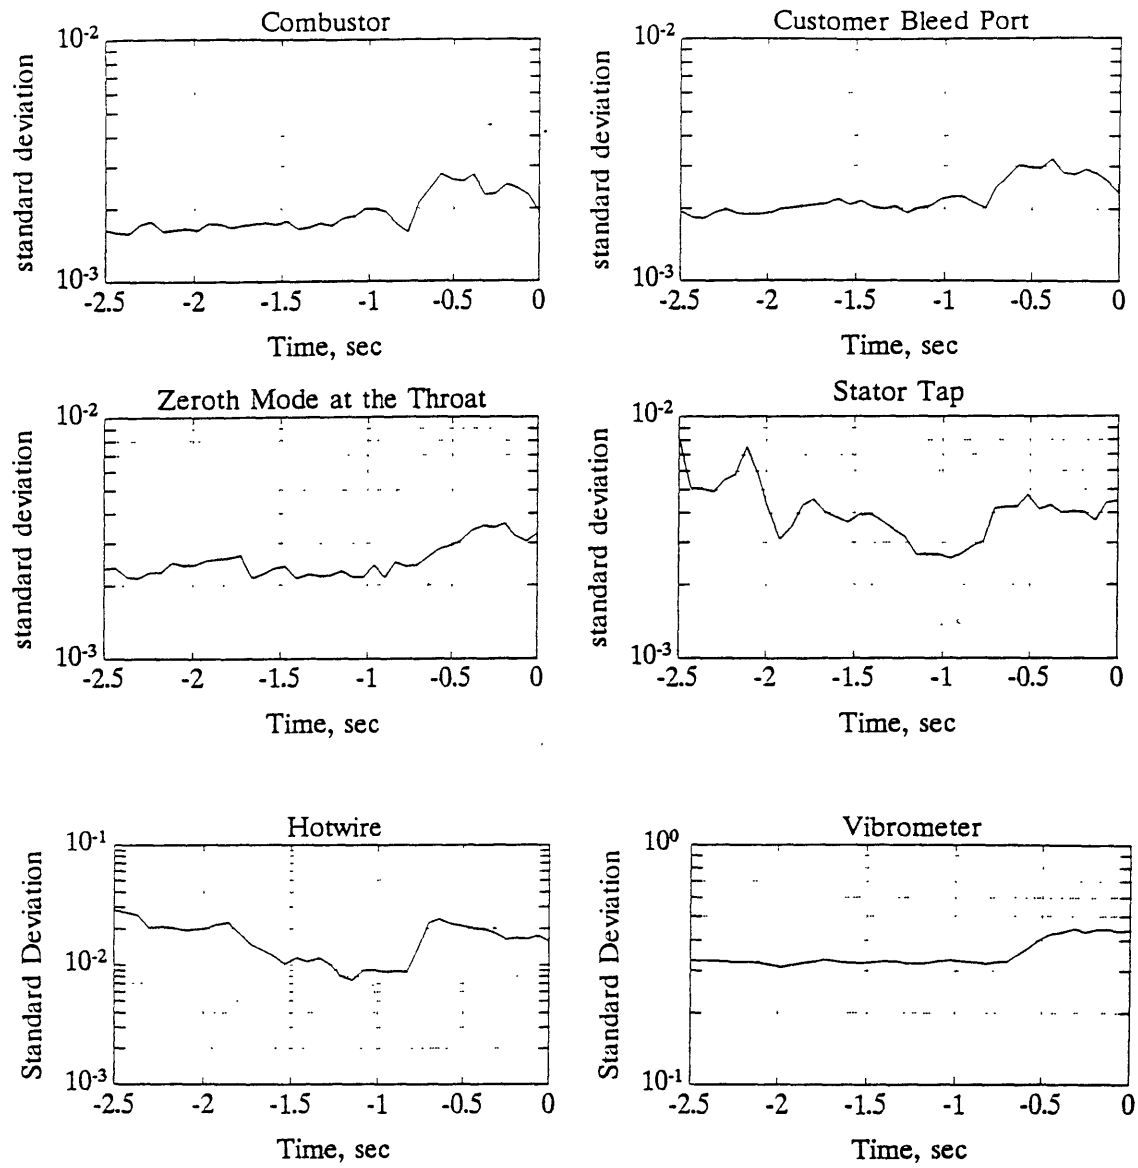 Combustor
10-2
standard deviation
10-3
-2.5 -2 -1.5 -1 -0.5 0
Time, sec
Customer Bleed Port
10-2
standard deviation
10-3
-2.5 -2 -1.5 -1 -0.5 0
Time, sec
Zeroth Mode at the Throat
10-2
standard deviation
10-3
-2.5 -2 -1.5 -1 -0.5 0
Time, sec
Stator Tap
10-2
standard deviation
10-3
-2.5 -2 -1.5 -1 -0.5 0
Time, sec
Hotwire
10-1
Standard Deviation
10-2
10-3
-2.5 -2 -1.5 -1 -0.5 0
Time, sec
Vibrometer
100
Standard Deviation
10-1
-2.5 -2 -1.5 -1 -0.5 0
Time, sec